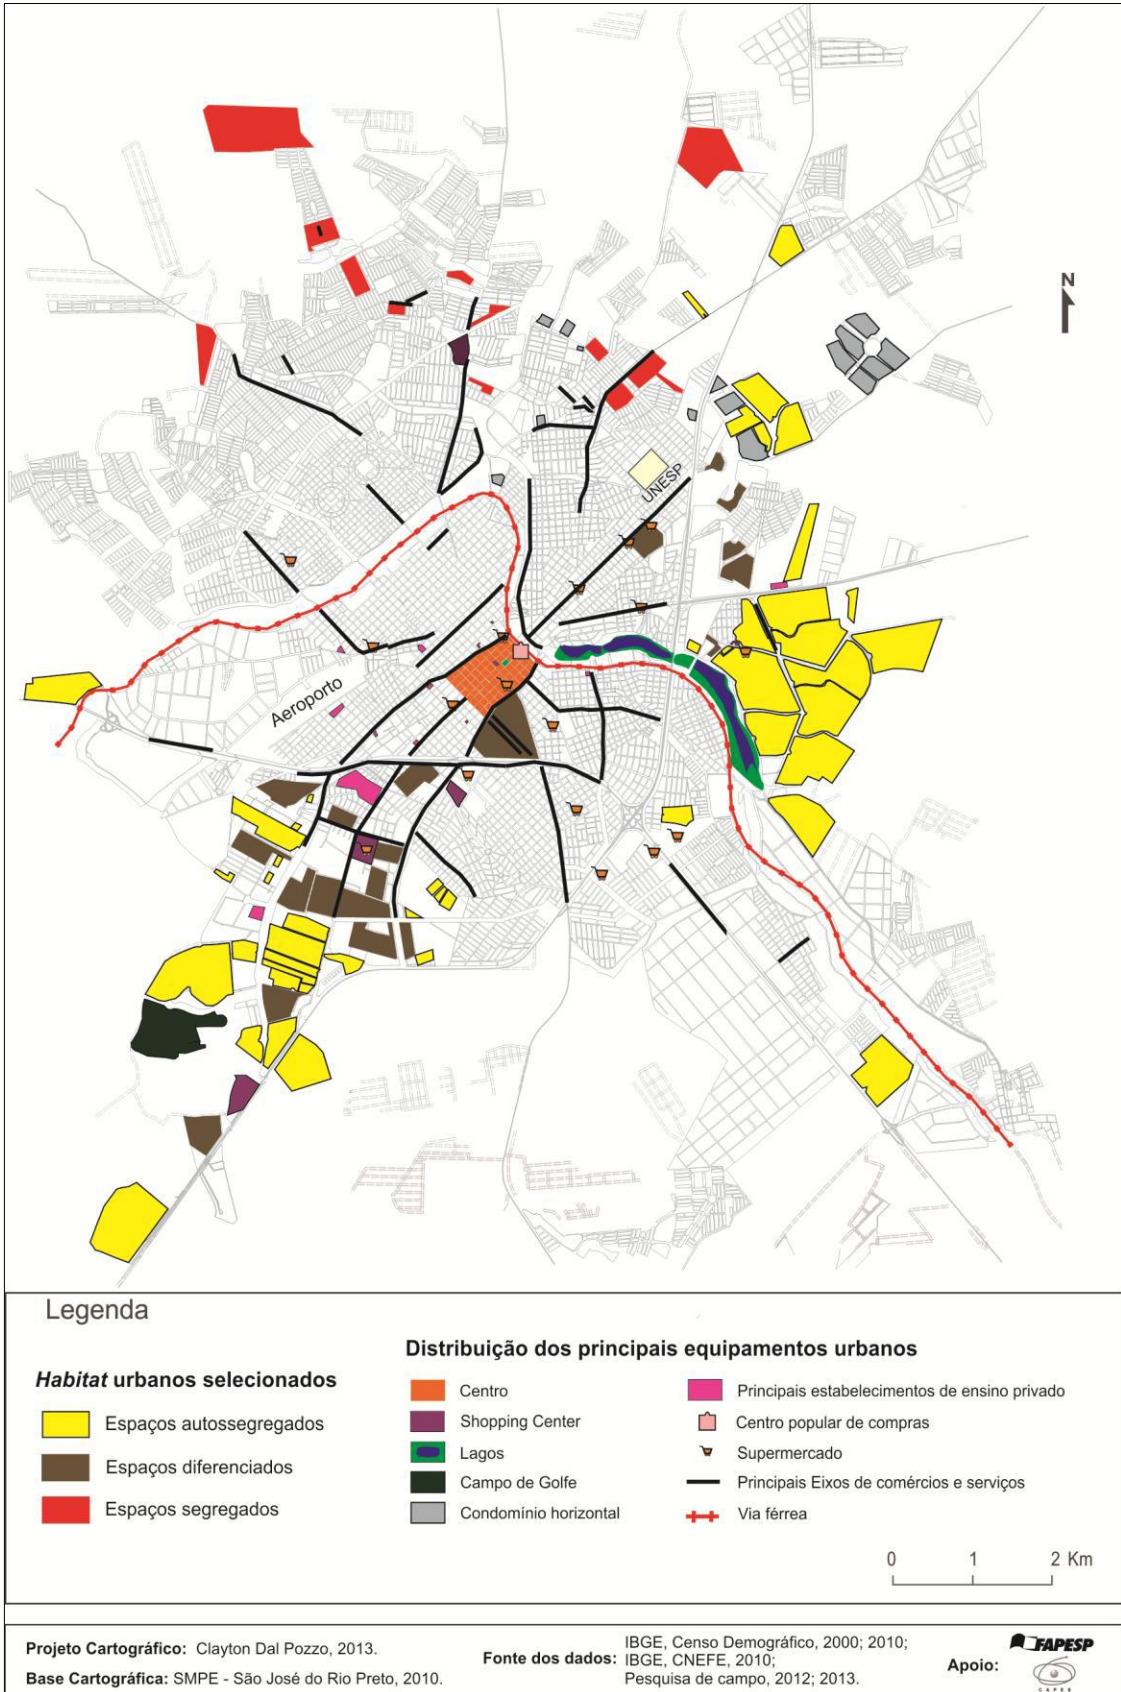 N
UNESP
Aeroporto
Legenda
Habitat urbanos selecionados
Espaços autossegregados
Espaços diferenciados
Espaços segregados
Distribuição dos principais equipamentos urbanos
Centro
Shopping Center
Lagos
Campo de Golfe
Condomínio horizontal
Principais estabelecimentos de ensino privado
Centro popular de compras
Supermercado
Principais Eixos de comércios e serviços
Via férrea
0 1 2 Km
Projeto Cartográfico: Clayton Dal Pozzo, 2013.
Base Cartográfica: SMPE - São José do Rio Preto, 2010.
Fonte dos dados: IBGE, Censo Demográfico, 2000; 2010;
IBGE, CNEFE, 2010;
Pesquisa de campo, 2012; 2013.
Apoio:
FAPESP
CAPES